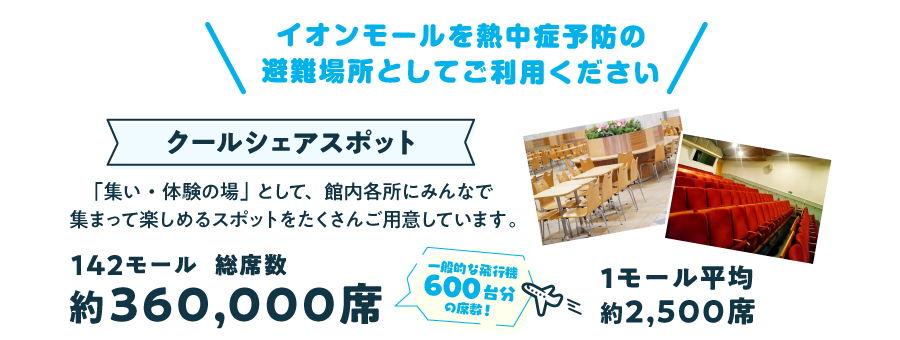 イオンモールを熱中症予防の
避難場所としてご利用ください
クールシェアスポット
「集い・体験の場」として、館内各所にみんなで
集まって楽しめるスポットをたくさんご用意しています。
142モール 総席数
約360,000席
一般的な飛行機
600台分
の席数！
1モール平均
約2,500席